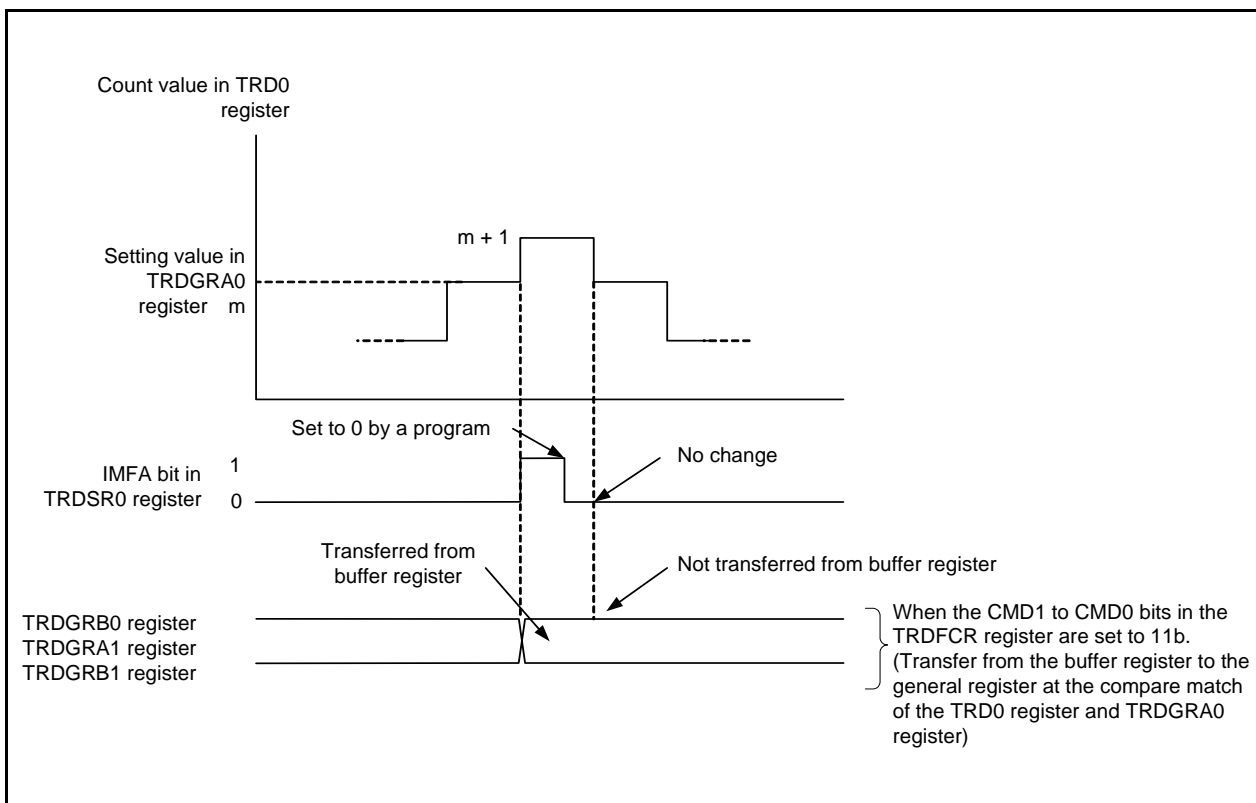 Count value in TRD0
register
m + 1
Setting value in
TRDGRA0
register m
Set to 0 by a program
No change
IMFA bit in
TRDSR0 register
1
0
Transferred from
buffer register
Not transferred from buffer register
TRDGRB0 register
TRDGRA1 register
TRDGRB1 register
When the CMD1 to CMD0 bits in the
TRDFCR register are set to 11b.
(Transfer from the buffer register to the
general register at the compare match
of the TRD0 register and TRDGRA0
register)